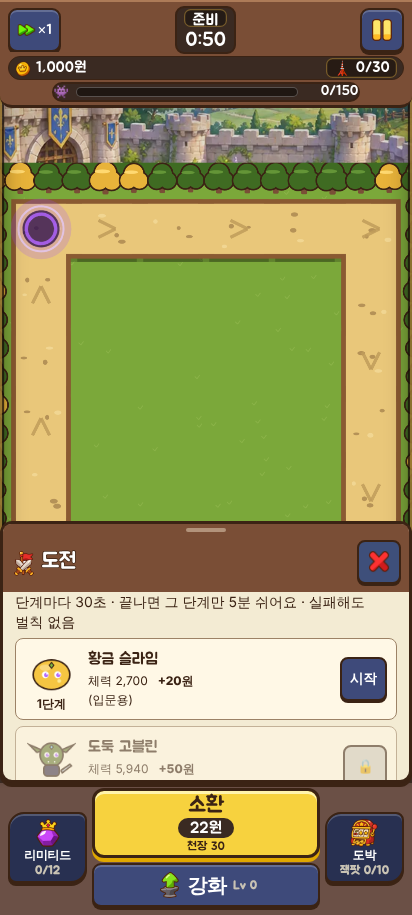 ×1
준비
0:50
1,000원
0/30
0/150
도전
단계마다 30초 · 끝나면 그 단계만 5분 쉬어요 · 실패해도
벌칙 없음
황금 슬라임
체력 2,700 +20원
(입문용)
1단계
시작
도둑 고블린
체력 5,940 +50원
리미티드
0/12
소환
22원
천장 30
강화 Lv 0
도박
잭팟 0/10